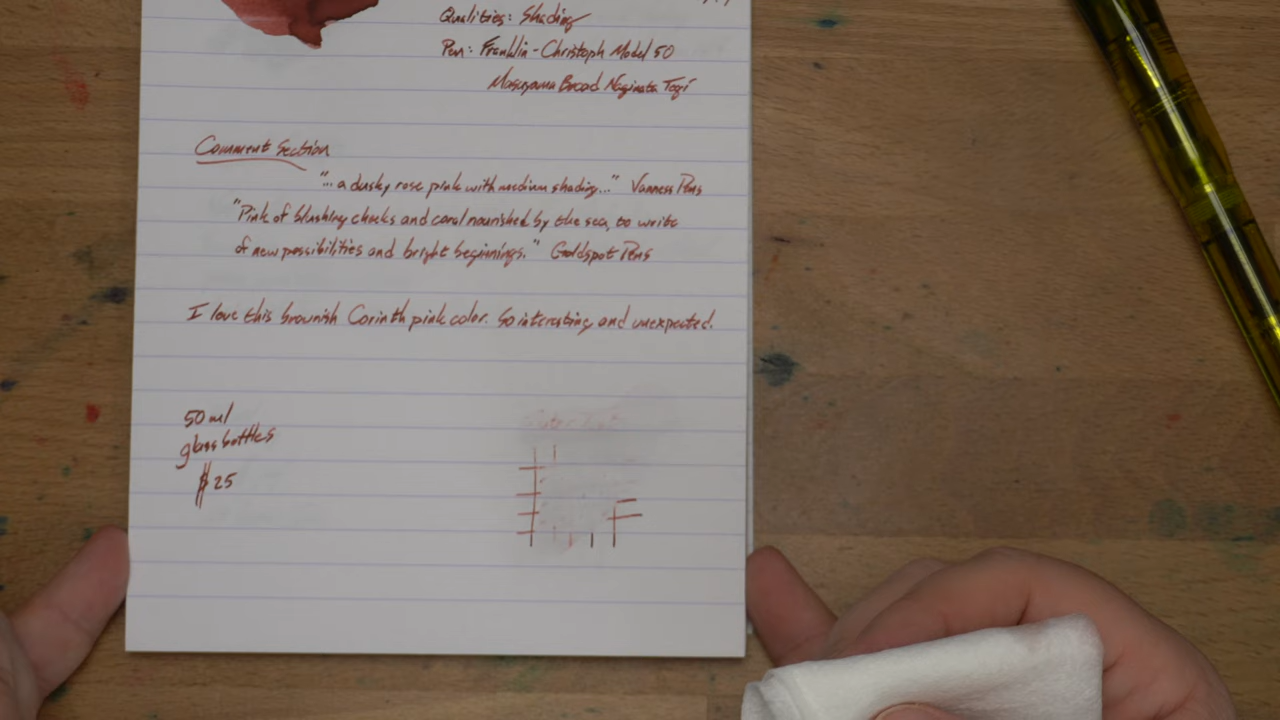 Qualities: Shading
Pen: Franklin-Christoph Model 50
Masuyama Broad Naginata Togi
Comment Section
"... a dusky rose pink with medium shading..." Vanness Pens
"Pink of blushing cheeks and coral nourished by the sea, to write
of new possibilities and bright beginnings." Goldspot Pens
I love this brownish Corinth pink color. So interesting and unexpected.
50 ml
glass bottles
$25